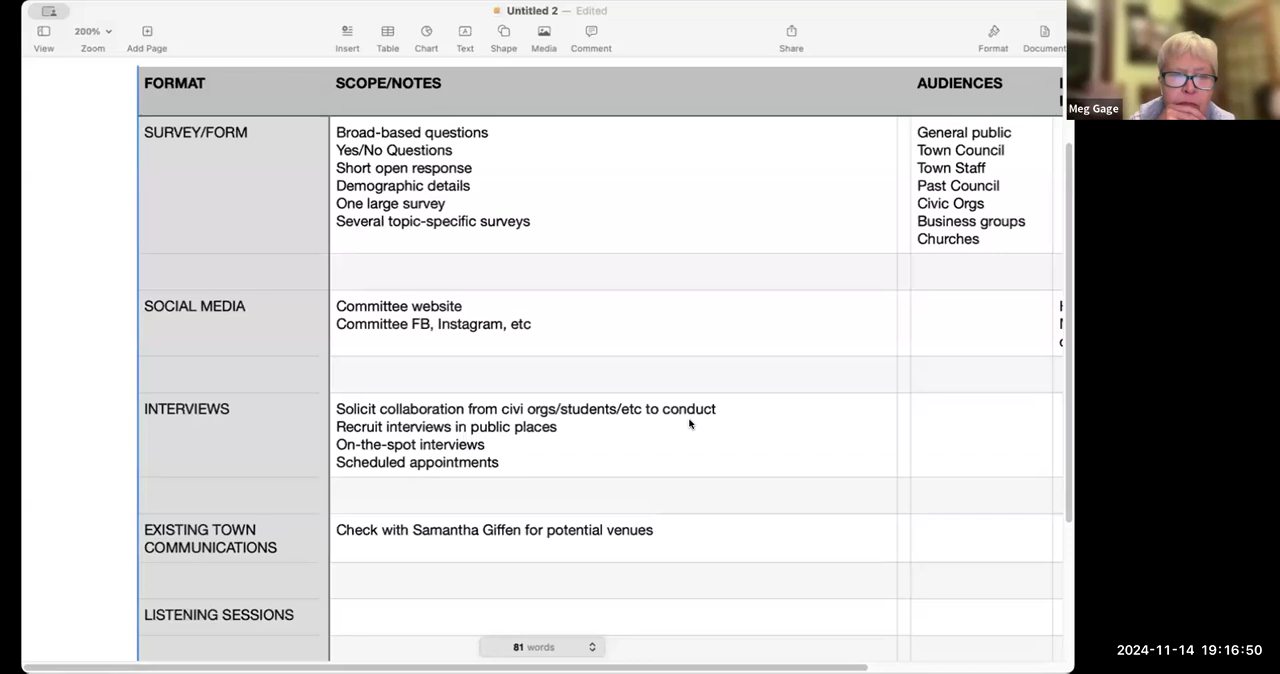 Untitled 2 — Edited
200%
View
Zoom
Add Page
Insert
Table
Chart
Text
Shape
Media
Comment
Share
Format
Document
Meg Gage
FORMAT
SCOPE/NOTES
AUDIENCES
SURVEY/FORM
Broad-based questions
Yes/No Questions
Short open response
Demographic details
One large survey
Several topic-specific surveys
General public
Town Council
Town Staff
Past Council
Civic Orgs
Business groups
Churches
SOCIAL MEDIA
Committee website
Committee FB, Instagram, etc
INTERVIEWS
Solicit collaboration from civi orgs/students/etc to conduct
Recruit interviews in public places
On-the-spot interviews
Scheduled appointments
EXISTING TOWN
COMMUNICATIONS
Check with Samantha Giffen for potential venues
LISTENING SESSIONS
81 words
2024-11-14 19:16:50